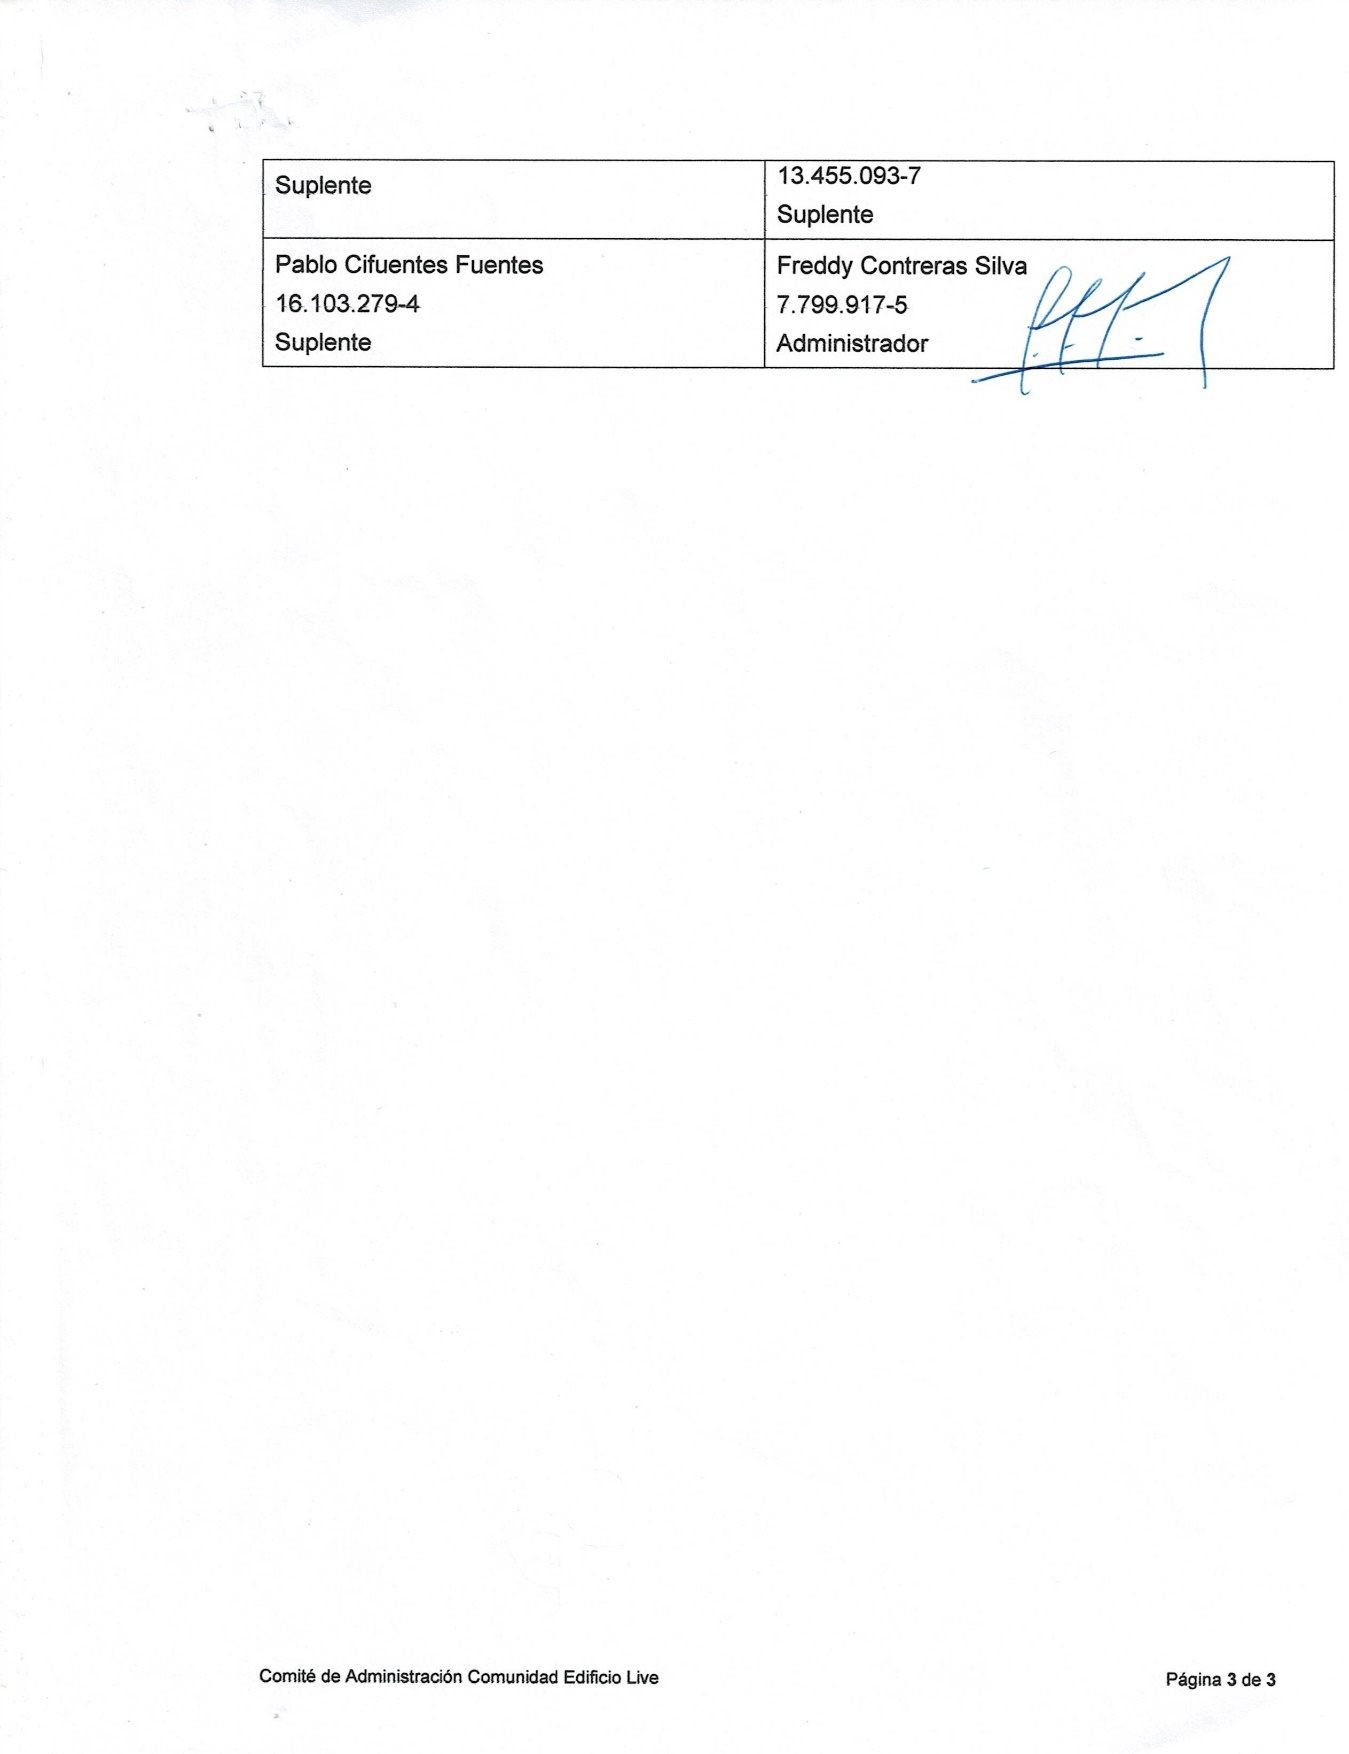 Suplente
13.455.093-7
Suplente
Pablo Cifuentes Fuentes
16.103.279-4
Suplente
Freddy Contreras Silva
7.799.917-5
Administrador
Comité de Administración Comunidad Edificio Live
Página 3 de 3